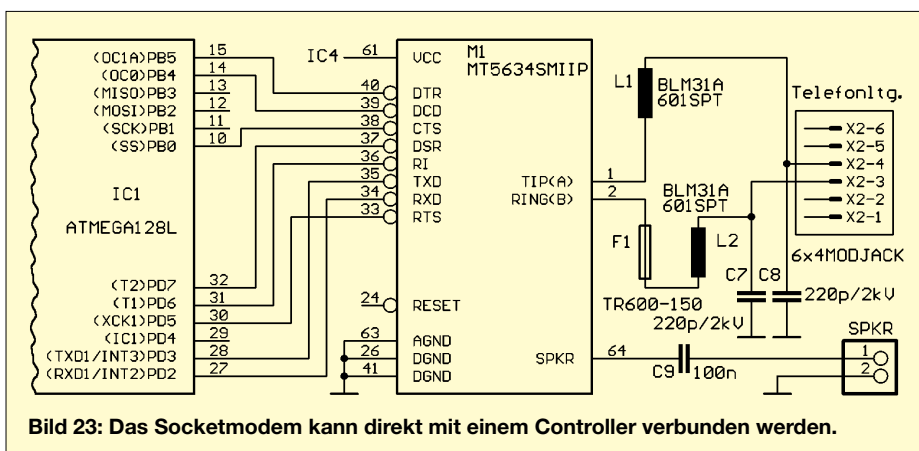 (OC1A)PB5 15
(OC0)PB4 14
(MISO)PB3 13
(MOSI)PB2 12
(SCK)PB1 11
(SS)PB0 10
IC1
ATMEGA128L
(T2)PD7 32
(T1)PD6 31
(XCK1)PD5 30
(IC1)PD4 29
(TXD1/INT3)PD3 28
(RXD1/INT2)PD2 27
IC4 61 VCC
M1
MT5634SMIIP
40 DTR
39 DCD
38 CTS
37 DSR
36 RI
35 TXD
34 RXD
33 RTS
24 RESET
63 AGND
26 DGND
41 DGND
TIP(A) 1
RING(B) 2
SPKR 64
L1
BLM31A
601SPT
BLM31A
601SPT
F1
L2
TR600-150
C7 C8
220p/2kV
220p/2kV
Telefonltg.
X2-6
X2-5
X2-4
X2-3
X2-2
X2-1
6x4MODJACK
C9 100n
SPKR
1
2
Bild 23: Das Socketmodem kann direkt mit einem Controller verbunden werden.